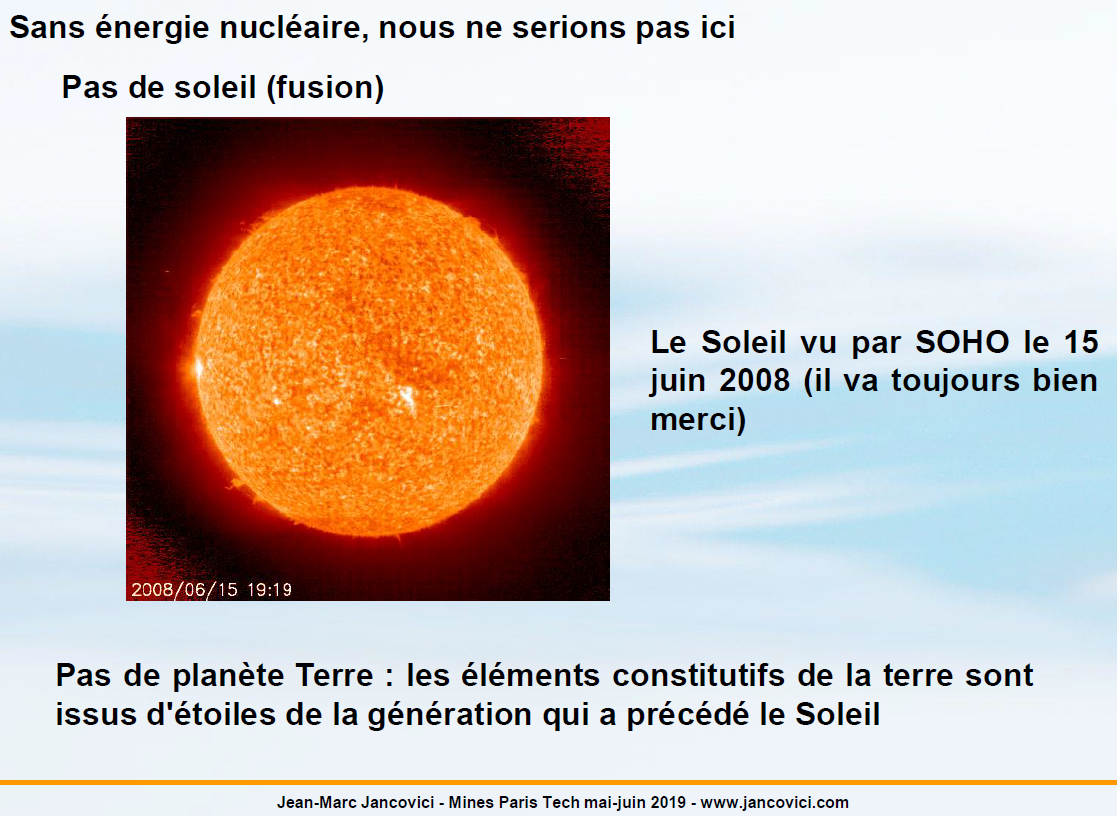 Sans énergie nucléaire, nous ne serions pas ici
Pas de soleil (fusion)
Le Soleil vu par SOHO le 15
juin 2008 (il va toujours bien
merci)
2008/06/15 19:19
Pas de planète Terre : les éléments constitutifs de la terre sont
issus d'étoiles de la génération qui a précédé le Soleil
Jean-Marc Jancovici - Mines Paris Tech mai-juin 2019 - www.jancovici.com